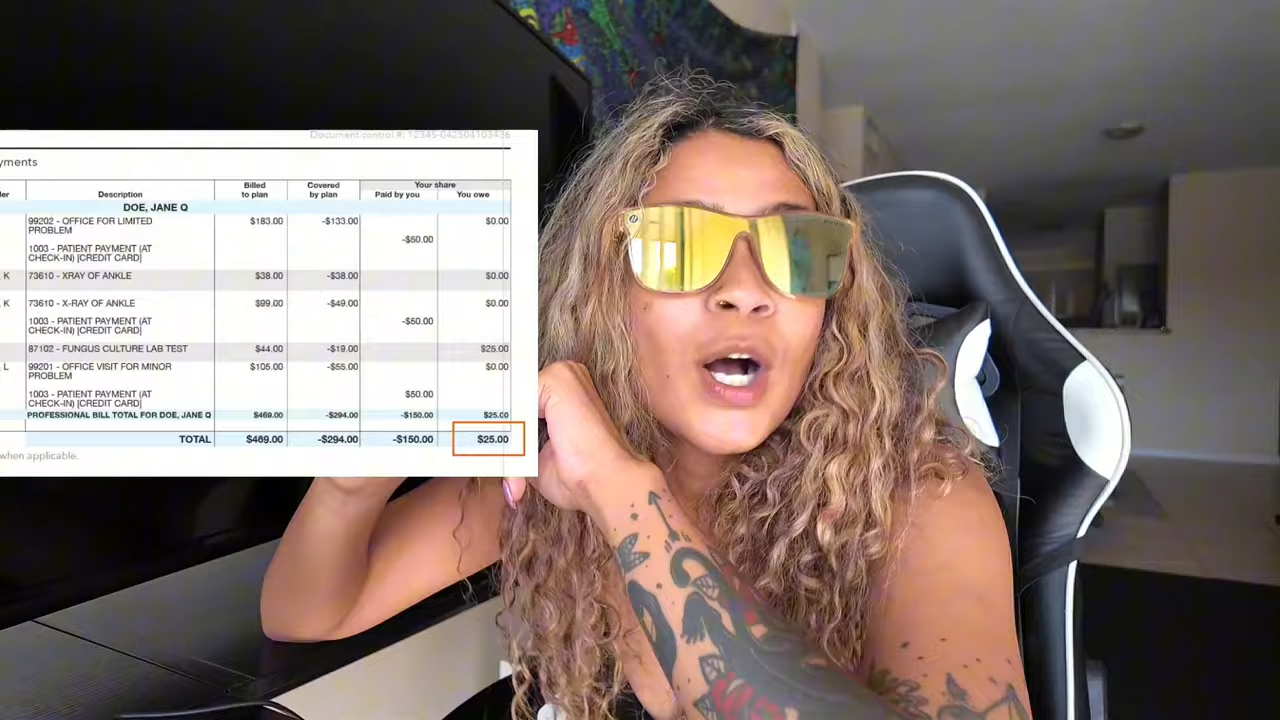 Document control #: 12345-042504103436
yments
der Description Billed to plan Covered by plan Your share Paid by you You owe
DOE, JANE Q
99202 - OFFICE FOR LIMITED PROBLEM $183.00 -$133.00 $0.00
1003 - PATIENT PAYMENT (AT CHECK-IN) [CREDIT CARD] -$50.00
K 73610 - XRAY OF ANKLE $38.00 -$38.00 $0.00
K 73610 - X-RAY OF ANKLE $99.00 -$49.00 $0.00
1003 - PATIENT PAYMENT (AT CHECK-IN) [CREDIT CARD] -$50.00
87102 - FUNGUS CULTURE LAB TEST $44.00 -$19.00 $25.00
L 99201 - OFFICE VISIT FOR MINOR PROBLEM $105.00 -$55.00 $0.00
1003 - PATIENT PAYMENT (AT CHECK-IN) [CREDIT CARD] $50.00
PROFESSIONAL BILL TOTAL FOR DOE, JANE Q $469.00 -$294.00 -$150.00 $25.00
TOTAL $469.00 -$294.00 -$150.00 $25.00
when applicable.